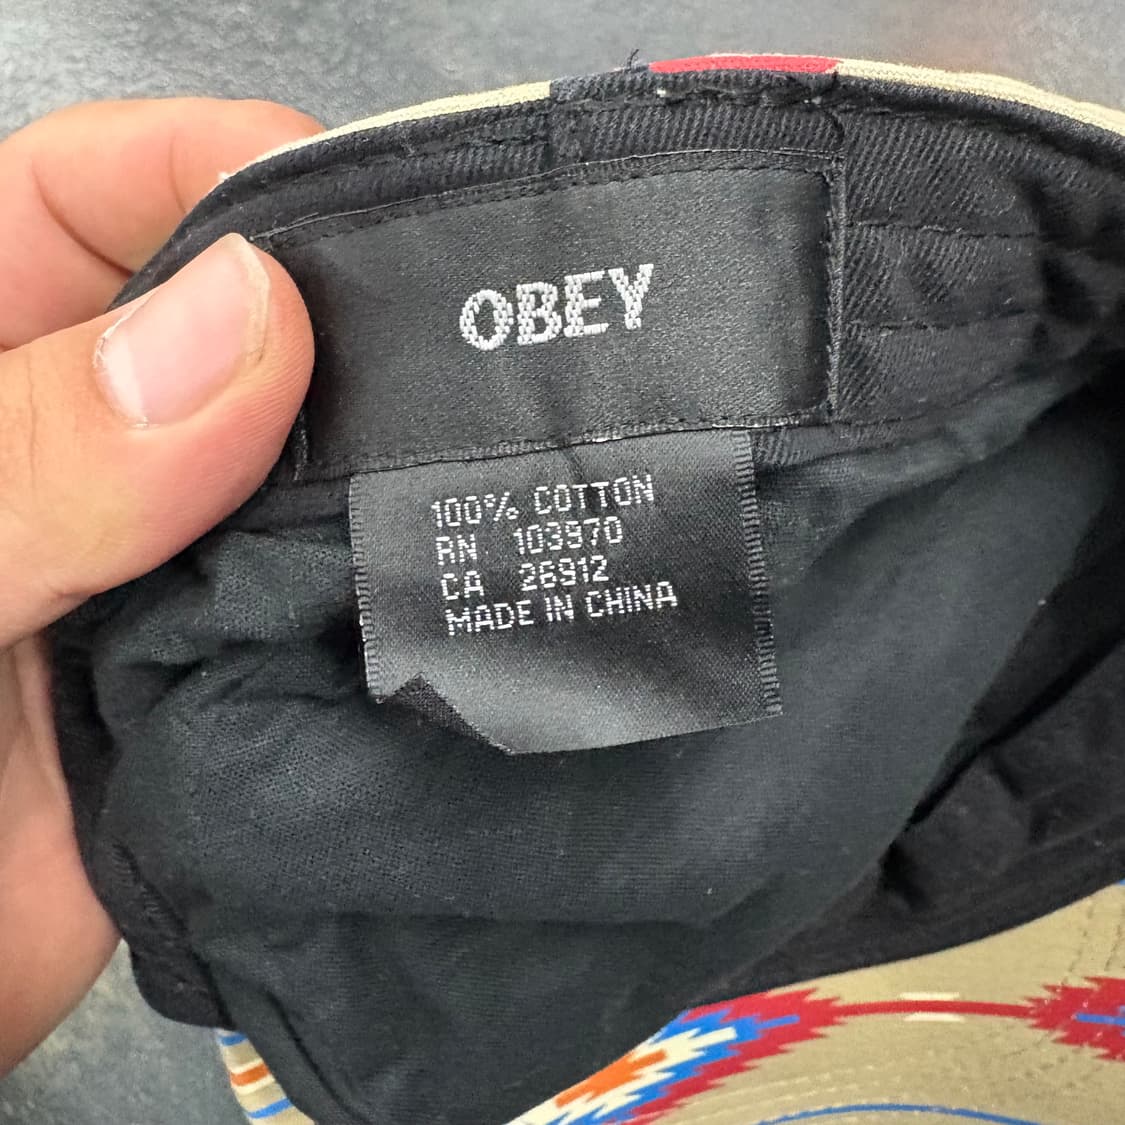 OBEY
100% COTTON
RN 103970
CA 26912
MADE IN CHINA